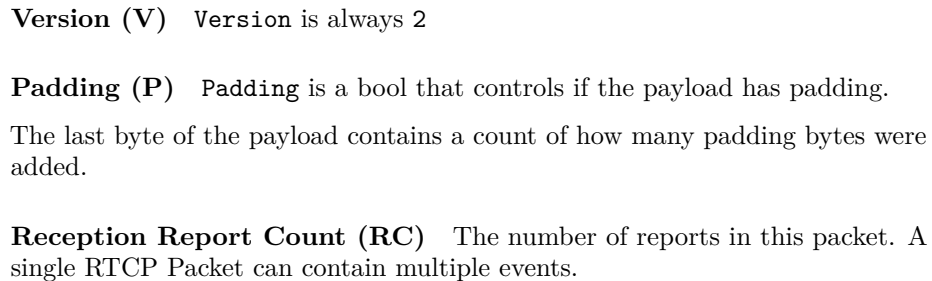 Version (V) Version is always 2
Padding (P) Padding is a bool that controls if the payload has padding.
The last byte of the payload contains a count of how many padding bytes were
added.
Reception Report Count (RC) The number of reports in this packet. A
single RTCP Packet can contain multiple events.